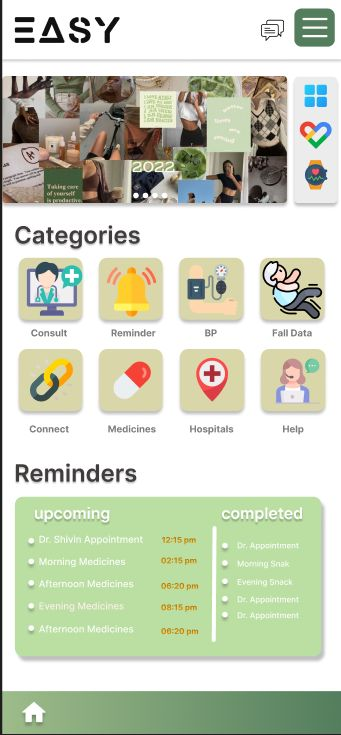 EASY
Taking care
of yourself
is productive.
2022
Categories
Consult
Reminder
BP
Fall Data
Connect
Medicines
Hospitals
Help
Reminders
upcoming
Dr. Shivin Appointment 12:15 pm
Morning Medicines 02:15 pm
Afternoon Medicines 06:20 pm
Evening Medicines 08:15 pm
Afternoon Medicines 06:20 pm
completed
Dr. Appointment
Morning Snak
Evening Snack
Dr. Appointment
Dr. Appointment